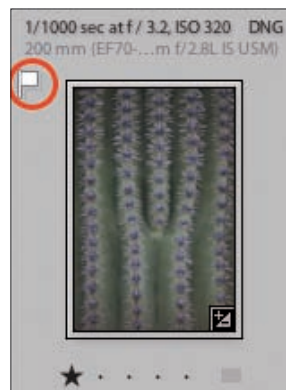 1/1000 sec at f / 3.2, ISO 320 DNG
200 mm (EF70-...m f/2.8L IS USM)